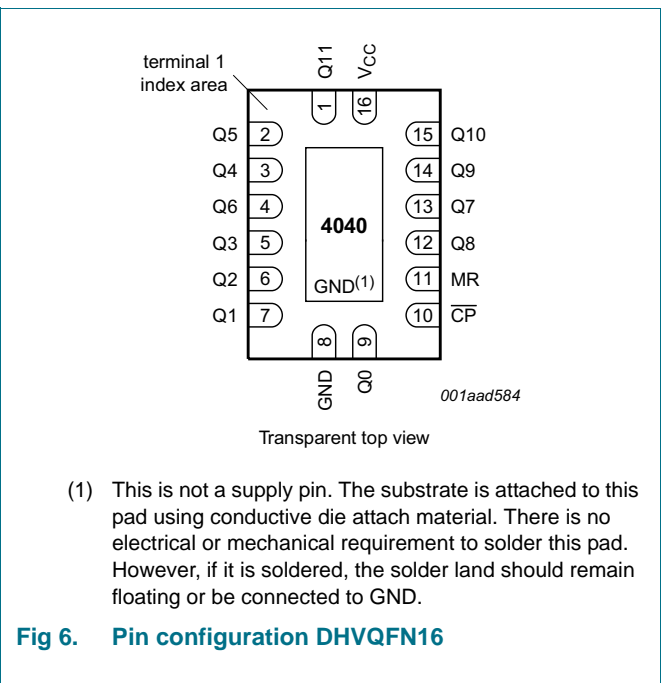 terminal 1
index area
Q11
VCC
1
16
Q5 2
15 Q10
Q4 3
14 Q9
Q6 4
13 Q7
4040
Q3 5
12 Q8
Q2 6
GND(1)
11 MR
Q1 7
10 CP
8
9
GND
Q0
001aad584
Transparent top view
(1) This is not a supply pin. The substrate is attached to this
pad using conductive die attach material. There is no
electrical or mechanical requirement to solder this pad.
However, if it is soldered, the solder land should remain
floating or be connected to GND.
Fig 6. Pin configuration DHVQFN16